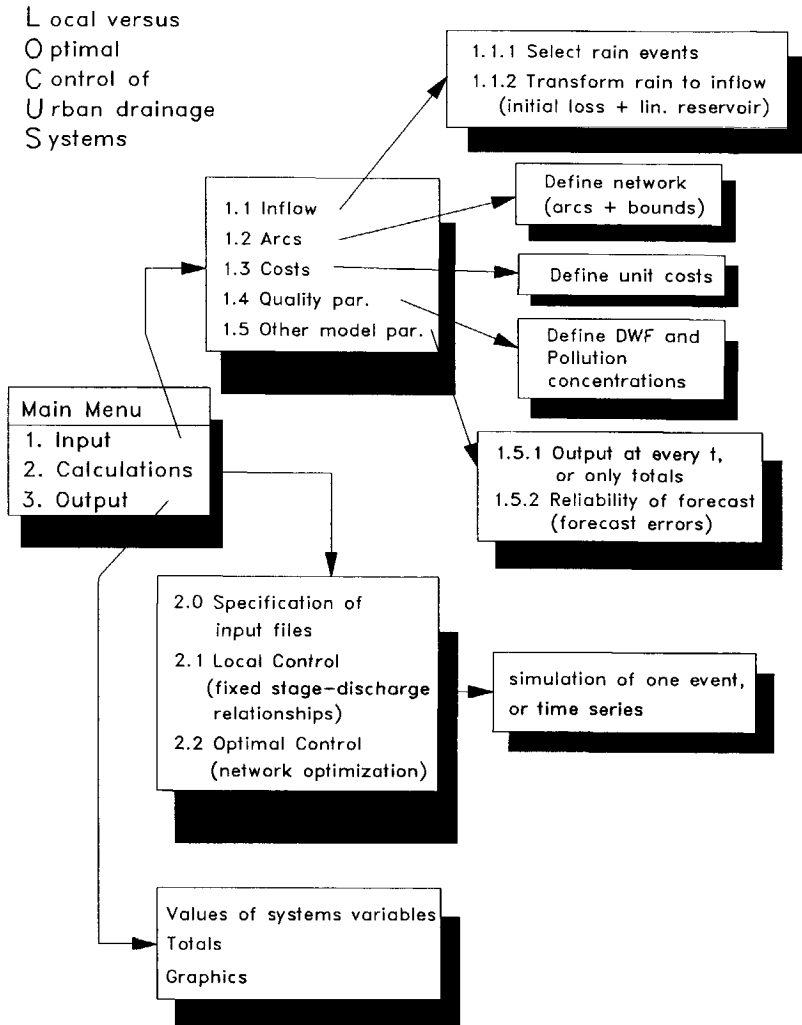 L ocal versus
O ptimal
C ontrol of
U rban drainage
S ystems
1.1.1 Select rain events
1.1.2 Transform rain to inflow
(initial loss + lin. reservoir)
1.1 Inflow
1.2 Arcs
1.3 Costs
1.4 Quality par.
1.5 Other model par.
Define network
(arcs + bounds)
Define unit costs
Define DWF and
Pollution
concentrations
Main Menu
1. Input
2. Calculations
3. Output
1.5.1 Output at every t,
or only totals
1.5.2 Reliability of forecast
(forecast errors)
2.0 Specification of
input files
2.1 Local Control
(fixed stage-discharge
relationships)
2.2 Optimal Control
(network optimization)
simulation of one event,
or time series
Values of systems variables
Totals
Graphics